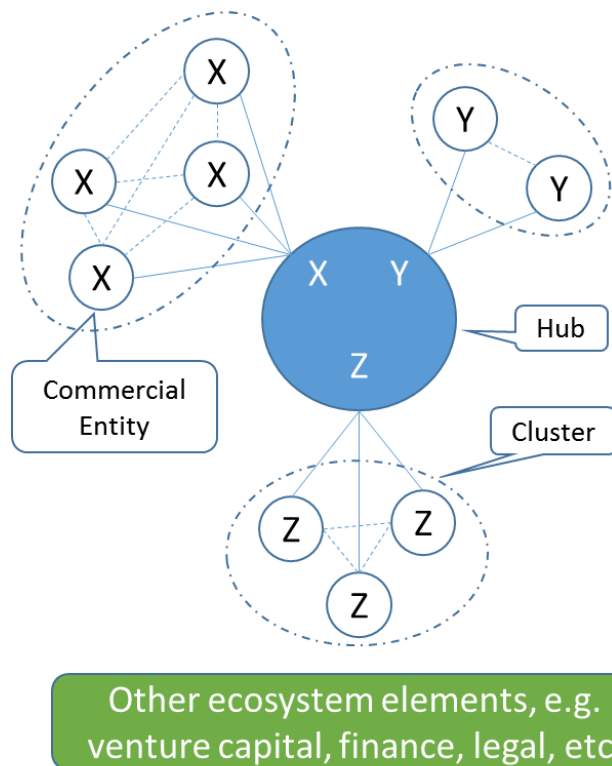 X
Y
X
X
Y
X
X Y
Hub
Z
Commercial
Entity
Cluster
Z
Z
Z
Other ecosystem elements, e.g.
venture capital, finance, legal, etc